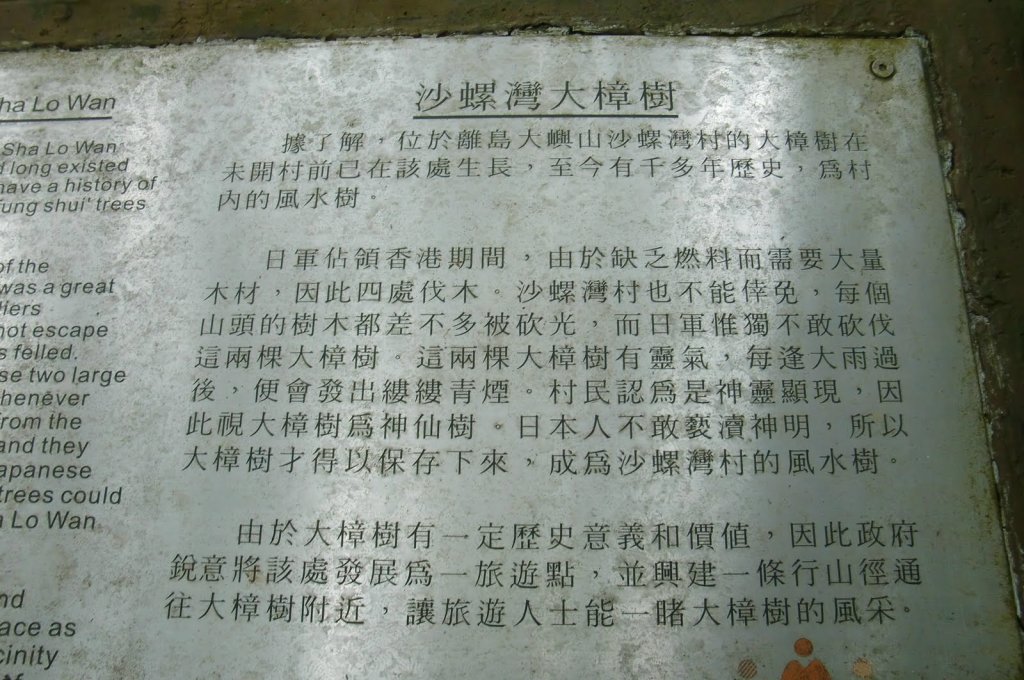 ha Lo Wan
Sha Lo Wan
long existed
have a history of
fung shui' trees
of the
was a great
llers
not escape
s felled.
se two large
henever
from the
and they
apanese
trees could
a Lo Wan
nd
ace as
cinity
沙螺灣大樟樹
據了解，位於離島大嶼山沙螺灣村的大樟樹在
未開村前已在該處生長，至今有千多年歷史，爲村
內的風水樹。
日軍佔領香港期間，由於缺乏燃料而需要大量
木材，因此四處伐木。沙螺灣村也不能倖免，每個
山頭的樹木都差不多被砍光，而日軍惟獨不敢砍伐
這兩棵大樟樹。這兩棵大樟樹有靈氣，每逢大雨過
後，便會發出縷縷青煙。村民認爲是神靈顯現，因
此視大樟樹爲神仙樹。日本人不敢褻瀆神明，所以
大樟樹才得以保存下來，成爲沙螺灣村的風水樹。
由於大樟樹有一定歷史意義和價值，因此政府
銳意將該處發展爲一旅遊點，並興建一條行山徑通
往大樟樹附近，讓旅遊人士能一睹大樟樹的風采。